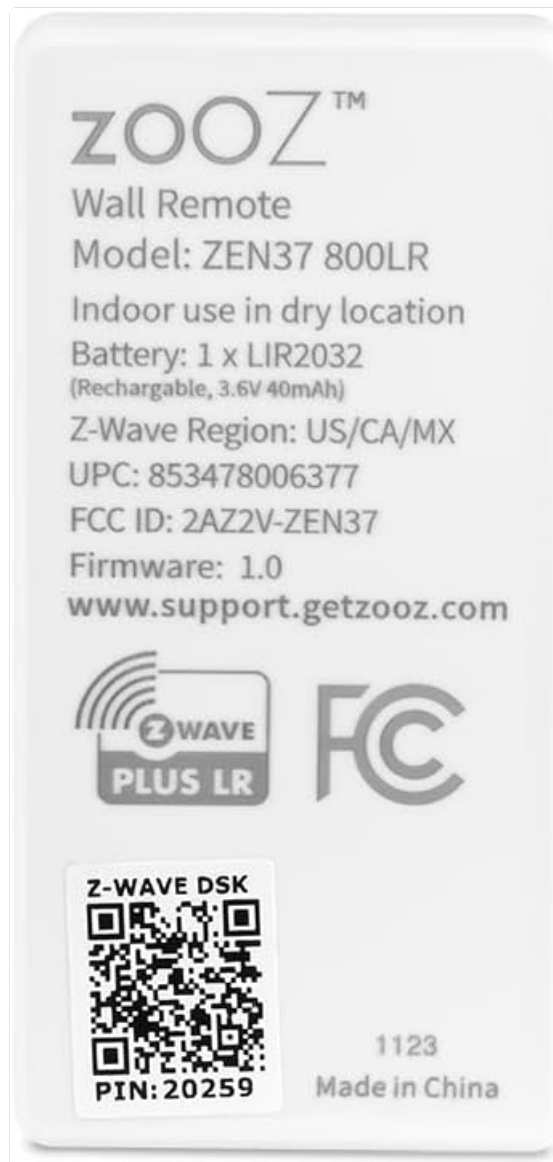 zooZ™
Wall Remote
Model: ZEN37 800LR
Indoor use in dry location
Battery: 1 x LIR2032
(Rechargable, 3.6V 40mAh)
Z-Wave Region: US/CA/MX
UPC: 853478006377
FCC ID: 2AZ2V-ZEN37
Firmware: 1.0
www.support.getzooz.com
Z WAVE
PLUS LR
FC
Z-WAVE DSK
PIN: 20259
1123
Made in China